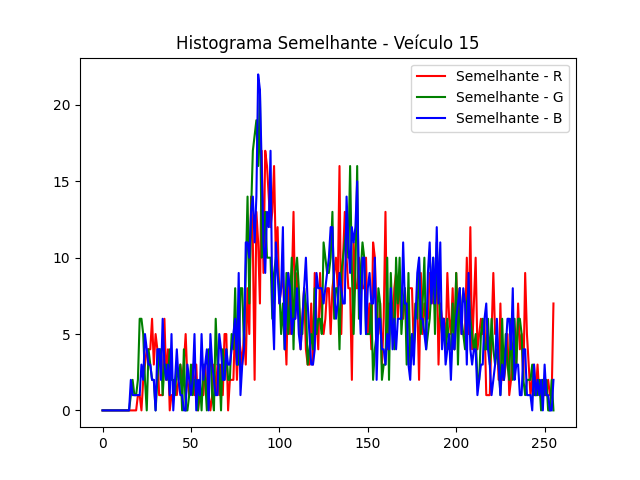 Histograma Semelhante - Veículo 15
Semelhante - R
Semelhante - G
Semelhante - B
20
15
10
5
0
0 50 100 150 200 250